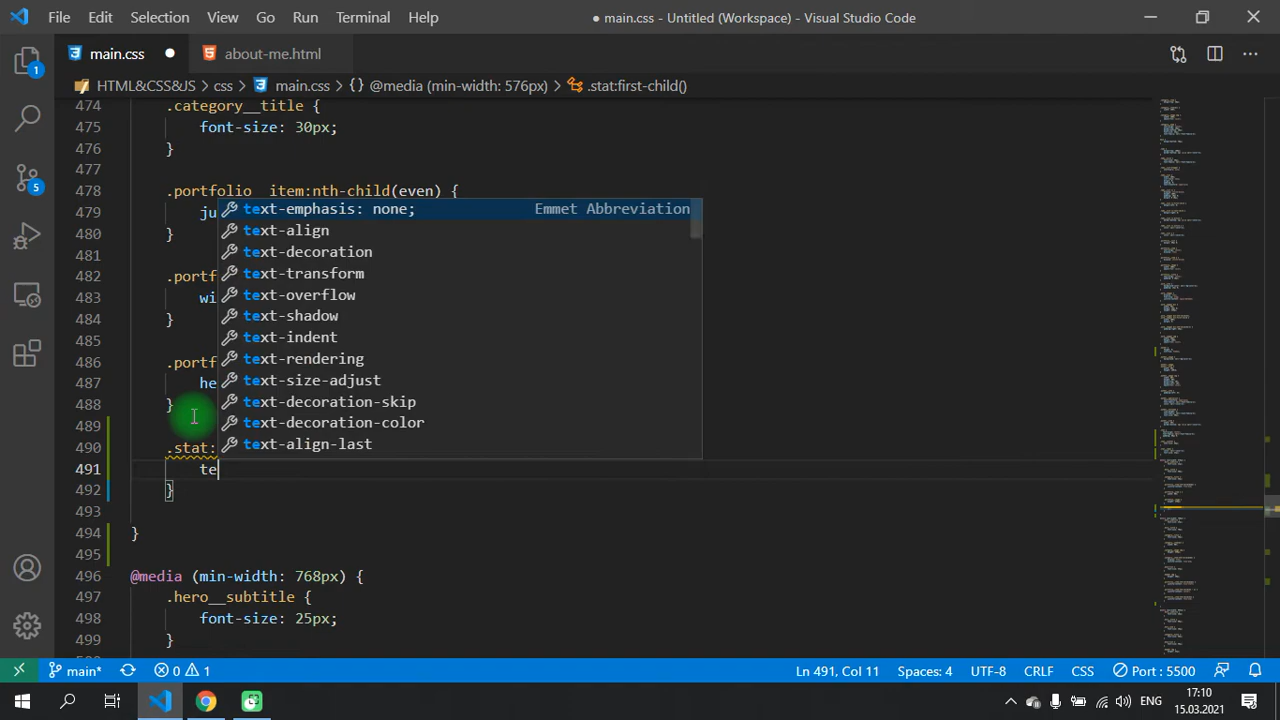 File Edit Selection View Go Run Terminal Help ● main.css - Untitled (Workspace) - Visual Studio Code
main.css ● about-me.html
HTML&CSS&JS > css > main.css > {} @media (min-width: 576px) > .stat:first-child()
474 .category__title {
475 font-size: 30px;
476 }
477
478 .portfolio__item:nth-child(even) {
479 ju
480 }
481
482 .portf
483 wi
484 }
485
486 .portf
487 he
488 }
489
490 .stat:
491 te
492 }
493
494 }
495
496 @media (min-width: 768px) {
497 .hero__subtitle {
498 font-size: 25px;
499 }
text-emphasis: none; Emmet Abbreviation
text-align
text-decoration
text-transform
text-overflow
text-shadow
text-indent
text-rendering
text-size-adjust
text-decoration-skip
text-decoration-color
text-align-last
1
5
main* 0 1 Ln 491, Col 11 Spaces: 4 UTF-8 CRLF CSS Port : 5500
ENG 17:10
15.03.2021